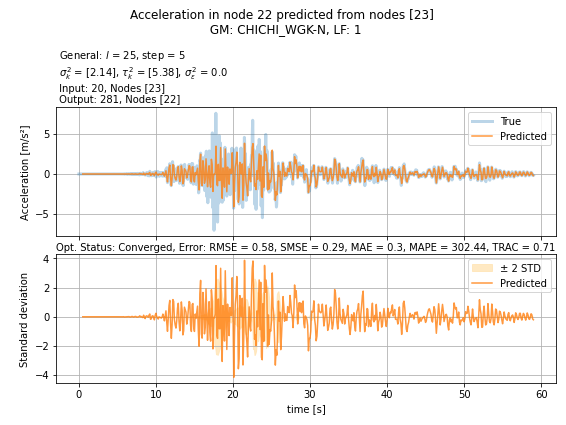 Acceleration in node 22 predicted from nodes [23]
GM: CHICHI_WGK-N, LF: 1
General: l = 25, step = 5
σ²ₖ = [2.14], τ²ₖ = [5.38], σ²ε = 0.0
Input: 20, Nodes [23]
Output: 281, Nodes [22]
Acceleration [m/s²]
5
0
−5
True
Predicted
Opt. Status: Converged, Error: RMSE = 0.58, SMSE = 0.29, MAE = 0.3, MAPE = 302.44, TRAC = 0.71
Standard deviation
4
2
0
−2
−4
± 2 STD
Predicted
0 10 20 30 40 50 60
time [s]